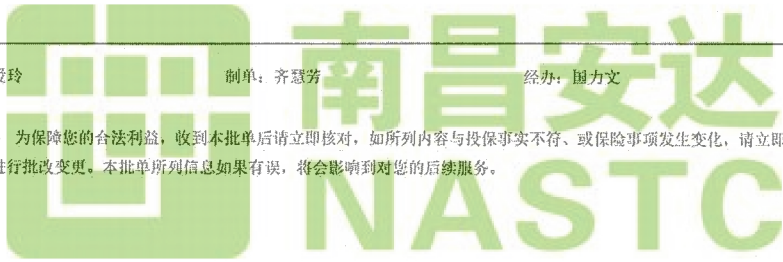 南昌安达
玲 制单：齐慧芳 经办：国力文
为保障您的合法利益，收到本批单后请立即核对，如所列内容与投保事实不符、或保险事项发生变化，请立即
进行批改变更。本批单所列信息如果有误，将会影响到对您的后续服务。
NASTC